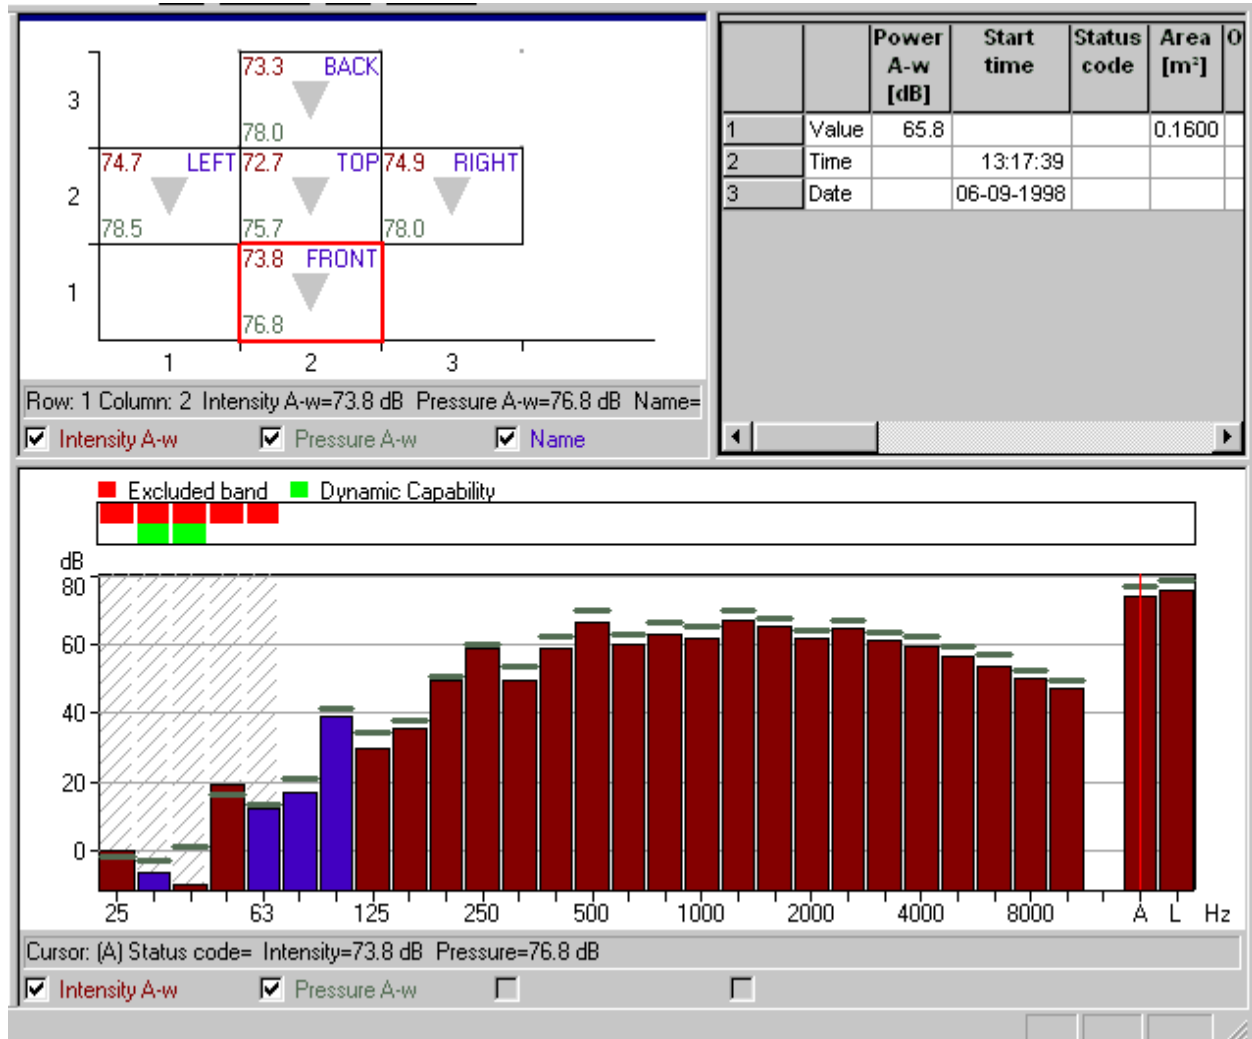 73.3 BACK
3
78.0
74.7 LEFT 72.7 TOP 74.9 RIGHT
2
78.5 75.7 78.0
73.8 FRONT
1
76.8
1 2 3
Row: 1 Column: 2 Intensity A-w=73.8 dB Pressure A-w=76.8 dB Name=
Intensity A-w Pressure A-w Name
Power A-w [dB] Start time Status code Area [m²] O
1 Value 65.8 0.1600
2 Time 13:17:39
3 Date 06-09-1998
Excluded band Dynamic Capability
dB
80
60
40
20
0
25 63 125 250 500 1000 2000 4000 8000 A L Hz
Cursor: (A) Status code= Intensity=73.8 dB Pressure=76.8 dB
Intensity A-w Pressure A-w